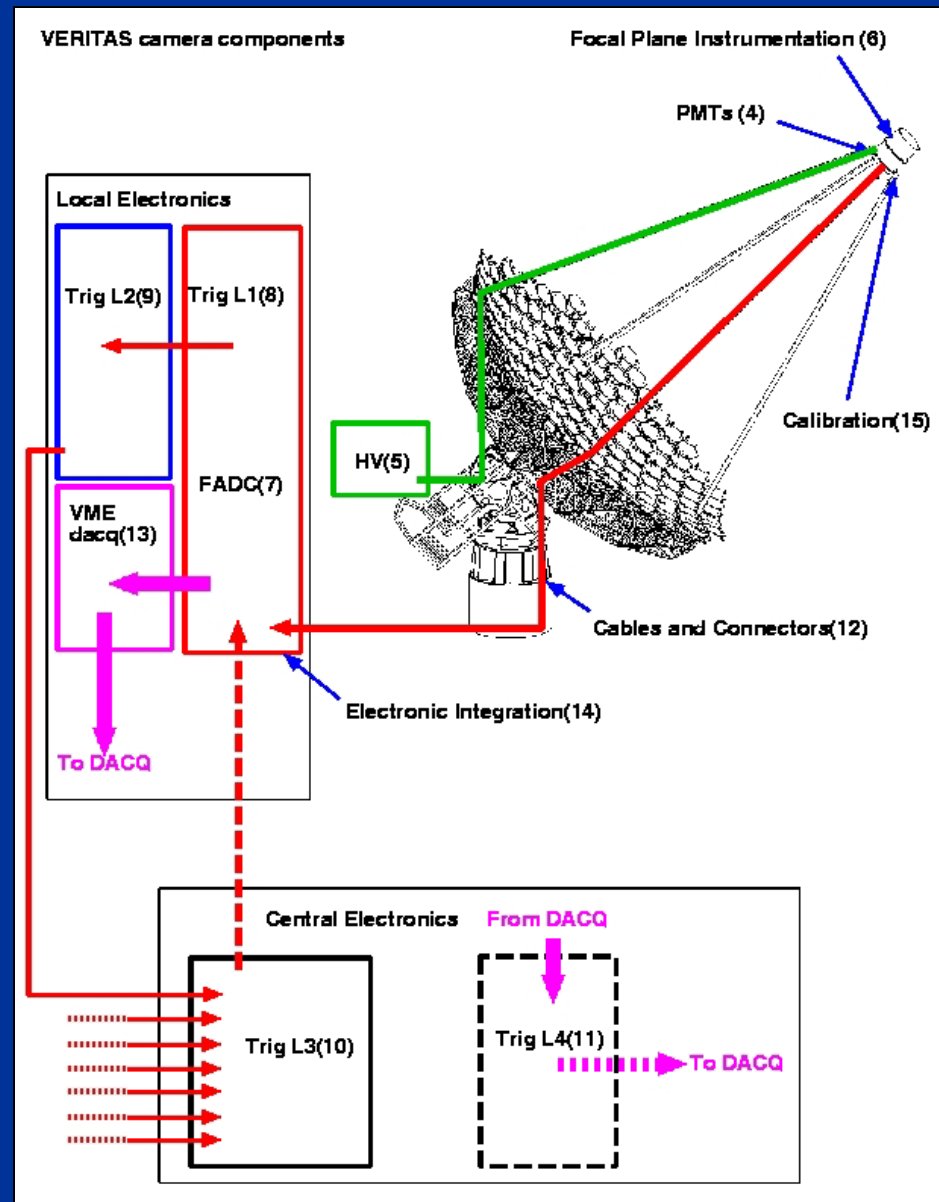 VERITAS camera components
Focal Plane Instrumentation (6)
PMTs (4)
Local Electronics
Trig L2(9)
Trig L1(8)
Calibration(15)
HV(5)
FADC(7)
VME
dacq(13)
Cables and Connectors(12)
Electronic Integration(14)
To DACQ
Central Electronics
From DACQ
Trig L3(10)
Trig L4(11)
To DACQ